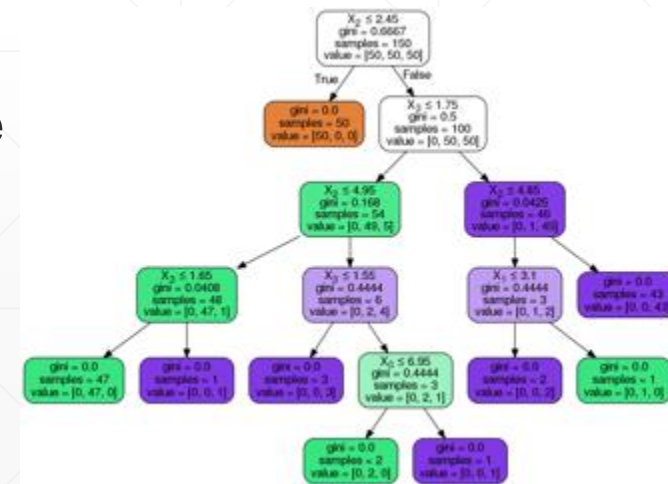 e
X₂ ≤ 2.45
gini = 0.6667
samples = 150
value = [50, 50, 50]
True
False
gini = 0.0
samples = 50
value = [50, 0, 0]
X₃ ≤ 1.75
gini = 0.5
samples = 100
value = [0, 50, 50]
X₂ ≤ 4.95
gini = 0.168
samples = 54
value = [0, 49, 5]
X₂ ≤ 4.85
gini = 0.0425
samples = 46
value = [0, 1, 45]
X₃ ≤ 1.65
gini = 0.0408
samples = 48
value = [0, 47, 1]
X₃ ≤ 1.55
gini = 0.4444
samples = 6
value = [0, 2, 4]
X₁ ≤ 3.1
gini = 0.4444
samples = 3
value = [0, 1, 2]
gini = 0.0
samples = 43
value = [0, 0, 43]
gini = 0.0
samples = 47
value = [0, 47, 0]
gini = 0.0
samples = 1
value = [0, 0, 1]
gini = 0.0
samples = 3
value = [0, 0, 3]
X₀ ≤ 6.95
gini = 0.4444
samples = 3
value = [0, 2, 1]
gini = 0.0
samples = 2
value = [0, 0, 2]
gini = 0.0
samples = 1
value = [0, 1, 0]
gini = 0.0
samples = 2
value = [0, 2, 0]
gini = 0.0
samples = 1
value = [0, 0, 1]